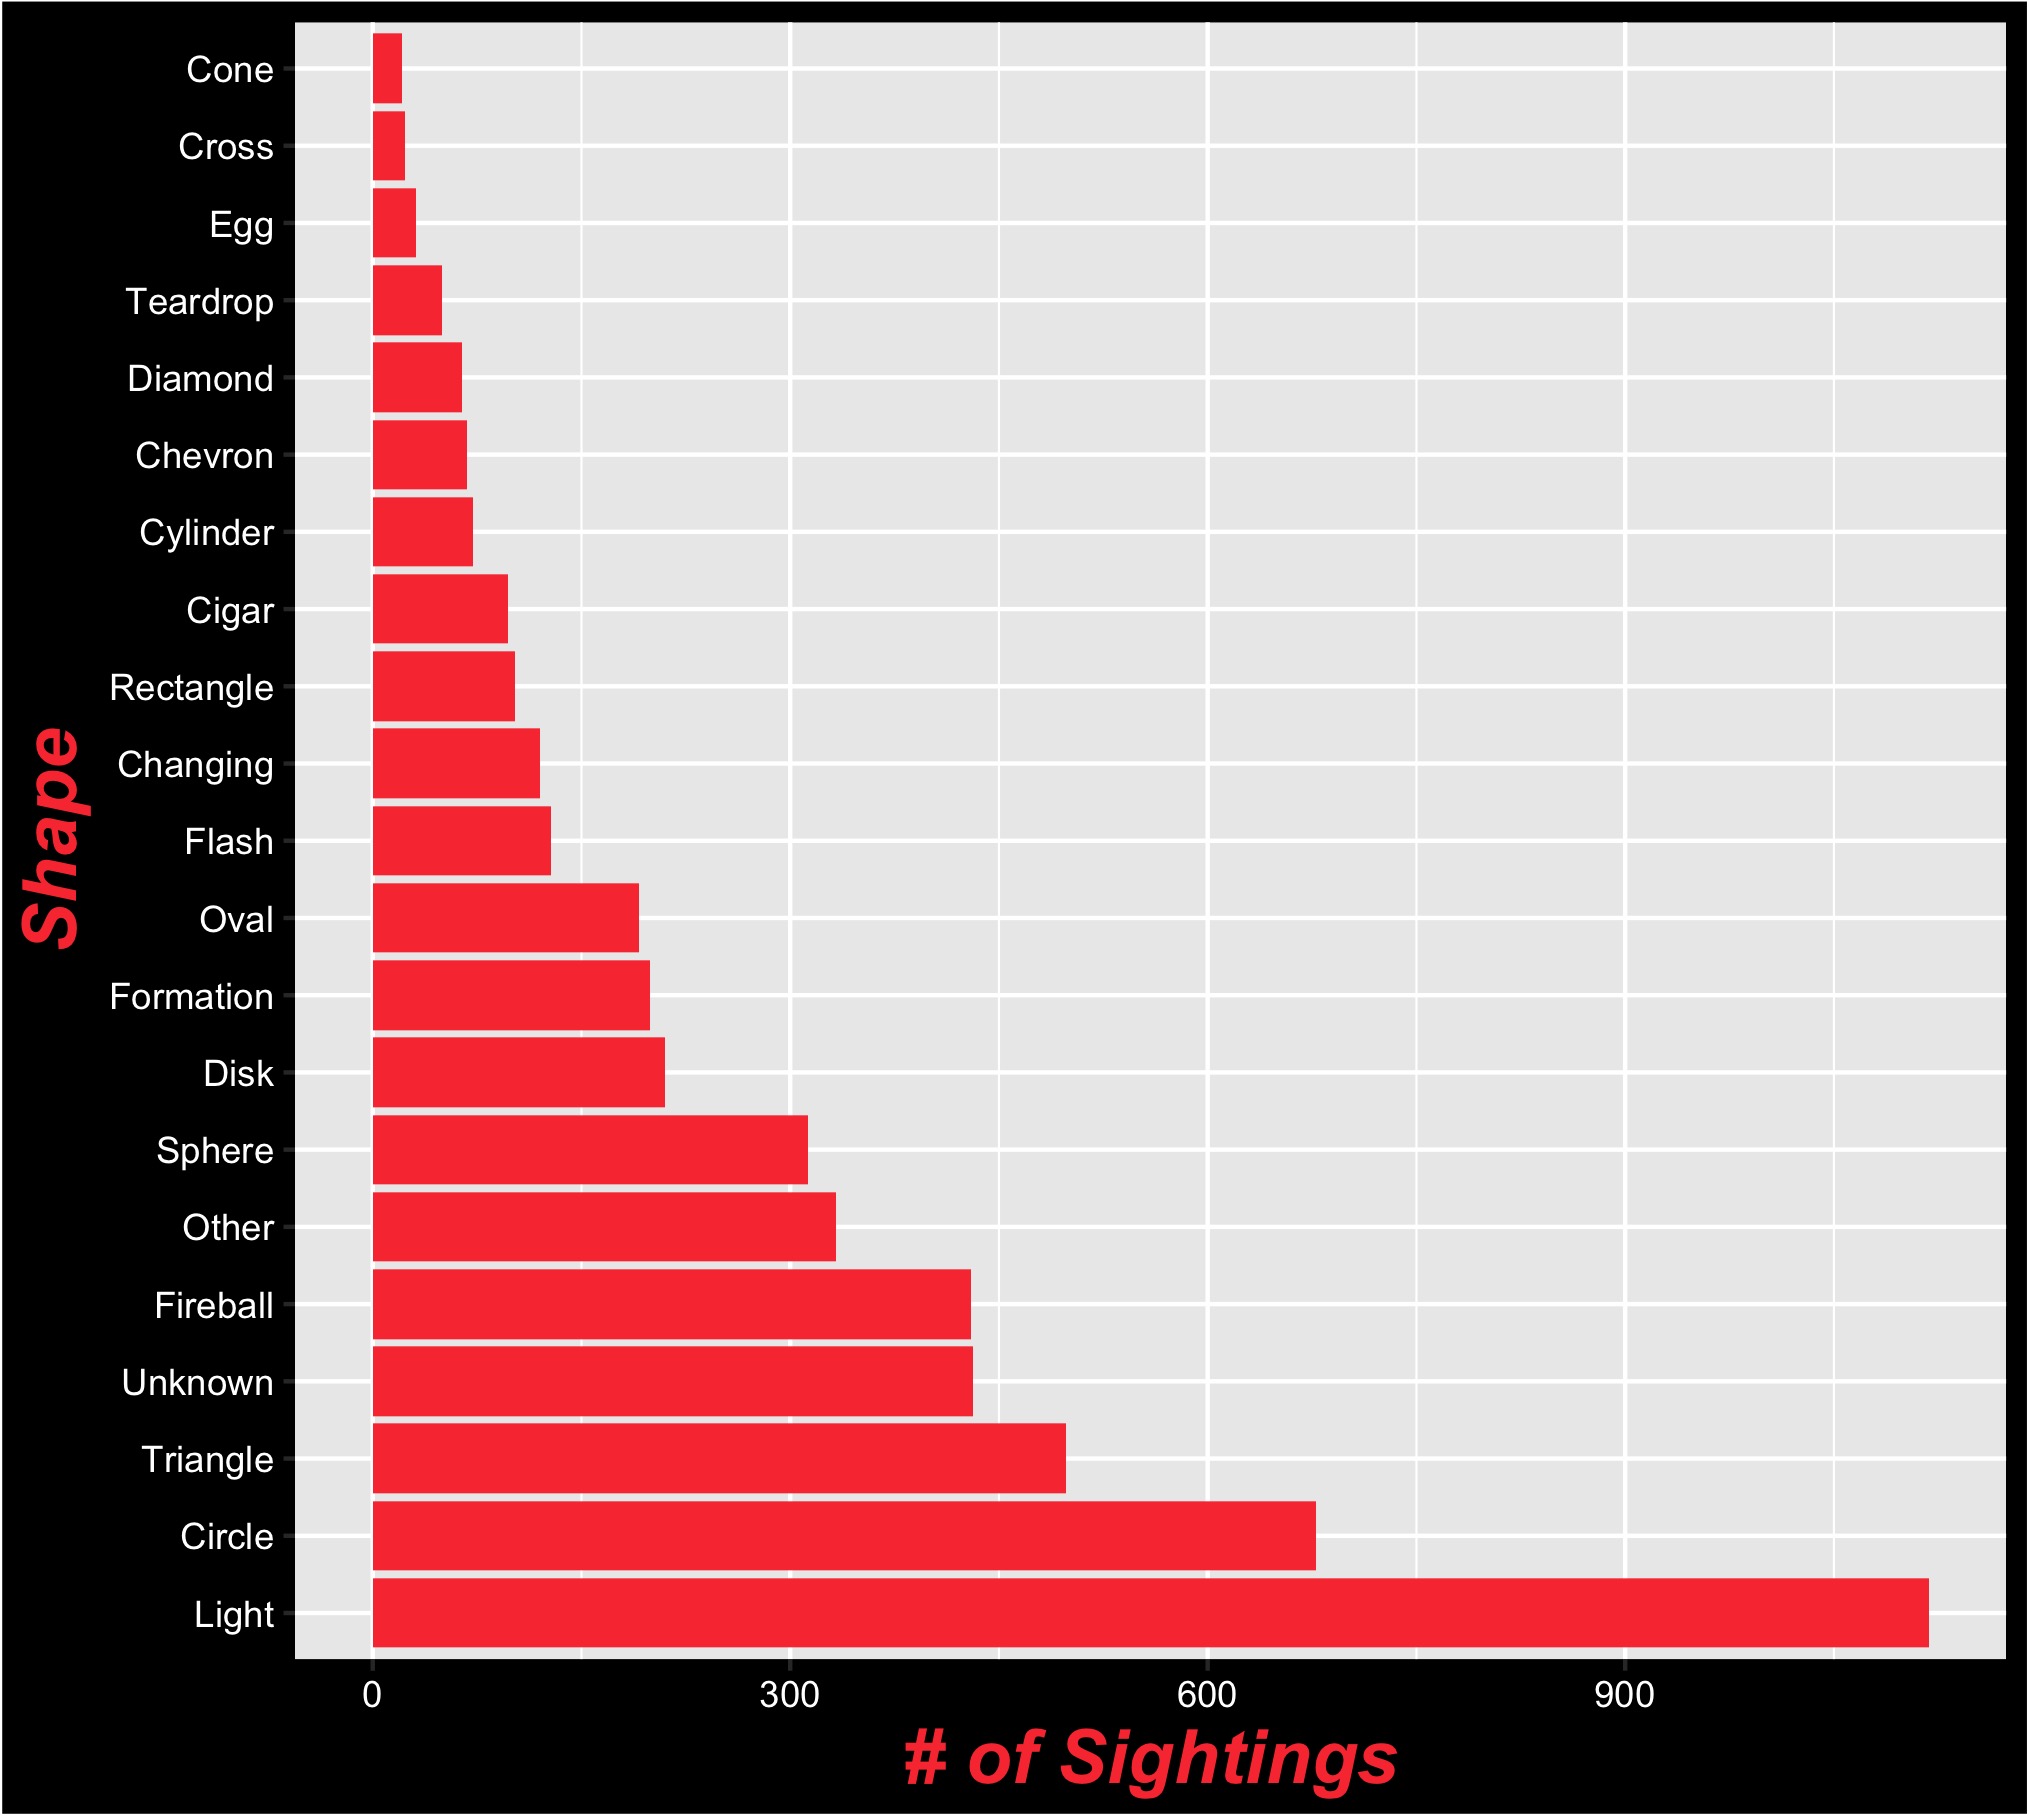 Cone
Cross
Egg
Teardrop
Diamond
Chevron
Cylinder
Cigar
Rectangle
Changing
Flash
Oval
Formation
Disk
Sphere
Other
Fireball
Unknown
Triangle
Circle
Light
Shape
0 300 600 900
# of Sightings